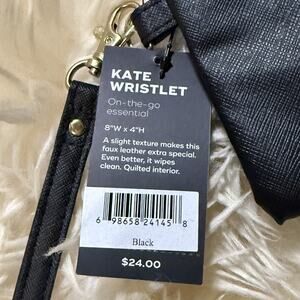 KATE
WRISTLET
On-the-go
essential
8"W x 4"H
A slight texture makes this
faux leather extra special.
Even better, it wipes
clean. Quilted interior.
6 98658 24145 8
Black
$24.00